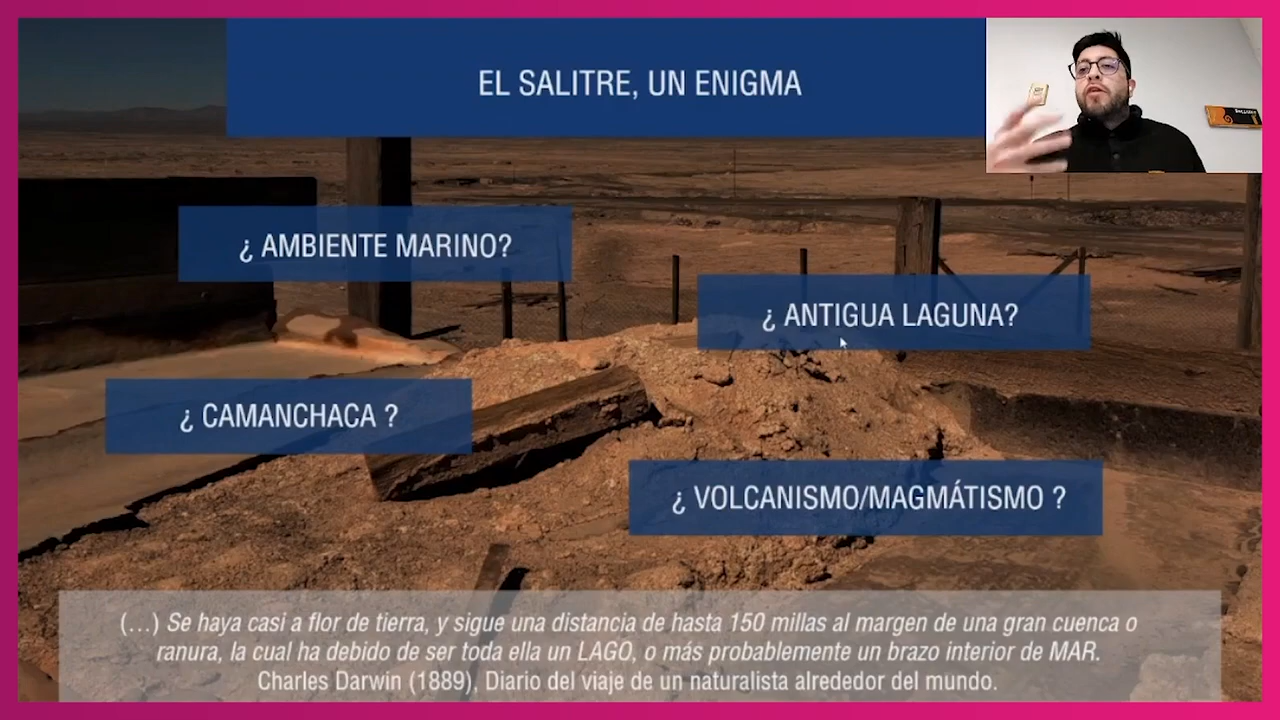 EL SALITRE, UN ENIGMA
¿ AMBIENTE MARINO?
¿ ANTIGUA LAGUNA?
¿ CAMANCHACA ?
¿ VOLCANISMO/MAGMÁTISMO ?
(...) Se haya casi a flor de tierra, y sigue una distancia de hasta 150 millas al margen de una gran cuenca o
ranura, la cual ha debido de ser toda ella un LAGO, o más probablemente un brazo interior de MAR.
Charles Darwin (1889), Diario del viaje de un naturalista alrededor del mundo.